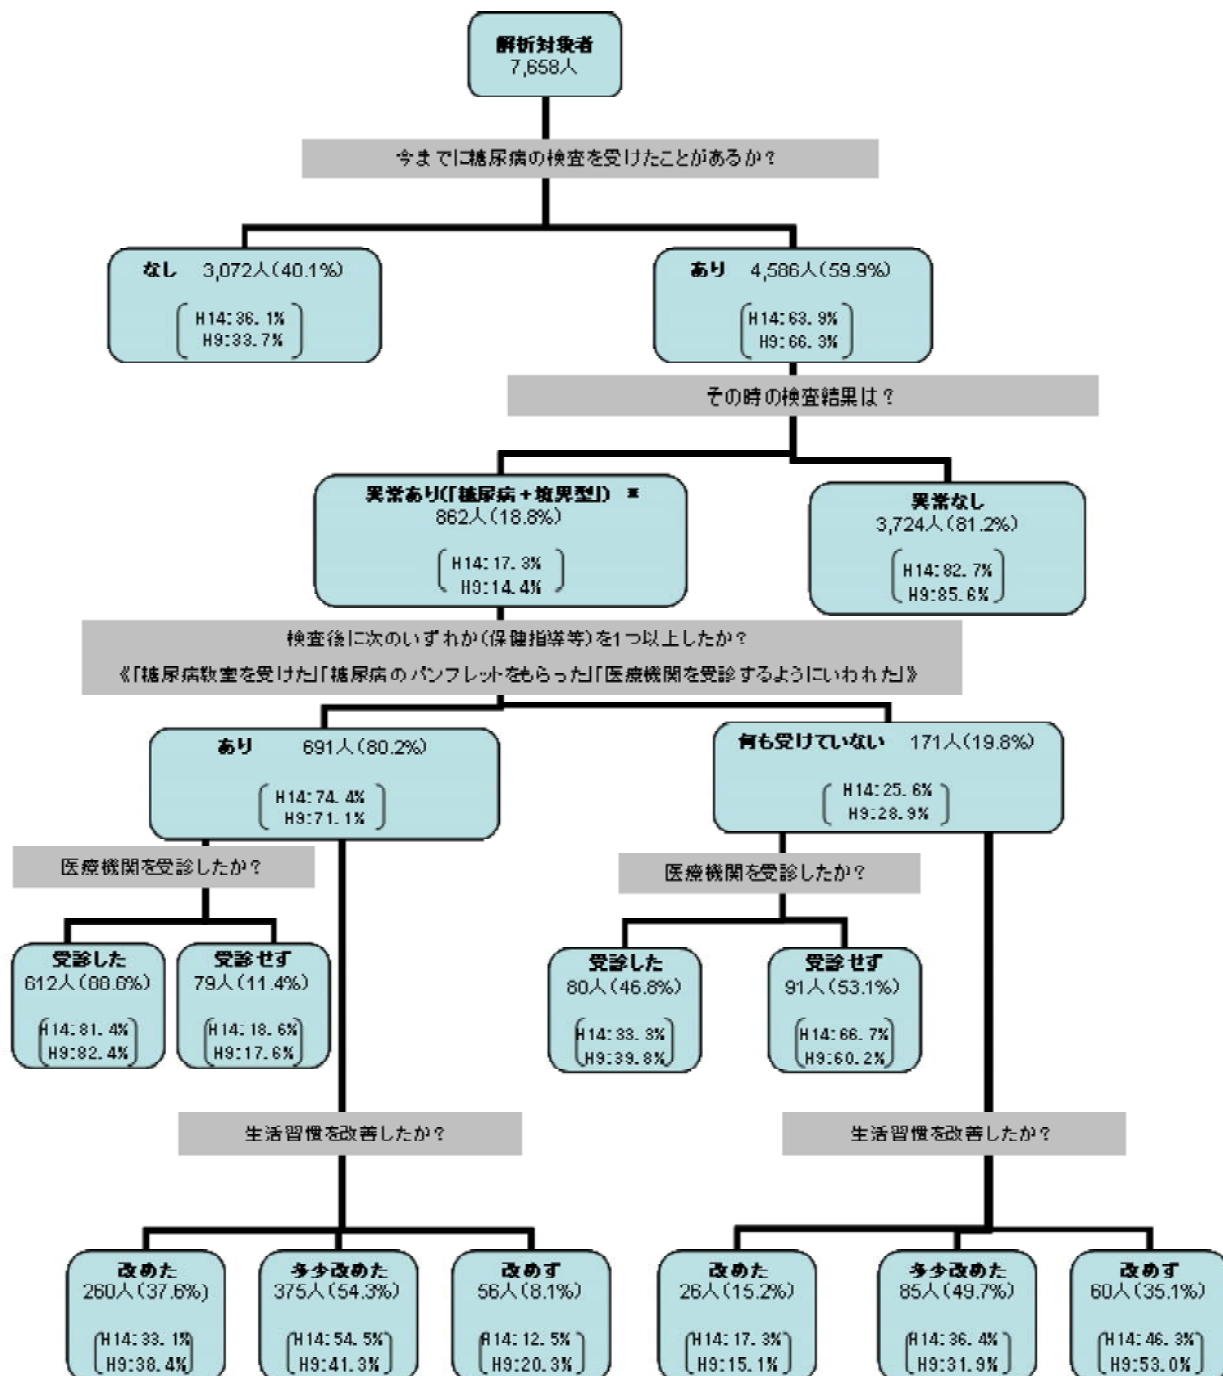 解析対象者
7,658人
今までに糖尿病の検査を受けたことがあるか?
なし 3,072人(40.1%)
H14:36.1%
H9:33.7%
あり 4,586人(59.9%)
H14:63.9%
H9:66.3%
その時の検査結果は?
異常あり(「糖尿病+境界型」) ※
862人(18.8%)
H14:17.3%
H9:14.4%
異常なし
3,724人(81.2%)
H14:82.7%
H9:85.6%
検査後に次のいずれか(保健指導等)を1つ以上したか?
《「糖尿病教室を受けた」「糖尿病のパンフレットをもらった」「医療機関を受診するようにいわれた」》
あり 691人(80.2%)
H14:74.4%
H9:71.1%
何も受けていない 171人(19.8%)
H14:25.6%
H9:28.9%
医療機関を受診したか?
受診した
612人(88.6%)
H14:81.4%
H9:82.4%
受診せず
79人(11.4%)
H14:18.6%
H9:17.6%
医療機関を受診したか?
受診した
80人(46.8%)
H14:33.3%
H9:39.8%
受診せず
91人(53.1%)
H14:66.7%
H9:60.2%
生活習慣を改善したか?
改めた
260人(37.6%)
H14:33.1%
H9:38.4%
多少改めた
375人(54.3%)
H14:54.5%
H9:41.3%
改めず
56人(8.1%)
H14:12.5%
H9:20.3%
生活習慣を改善したか?
改めた
26人(15.2%)
H14:17.3%
H9:15.1%
多少改めた
85人(49.7%)
H14:36.4%
H9:31.9%
改めず
60人(35.1%)
H14:46.3%
H9:53.0%